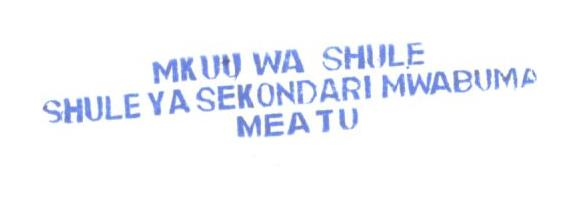 MKUU WA SHULE
SHULE YA SEKONDARI MWABUMA
MEATU